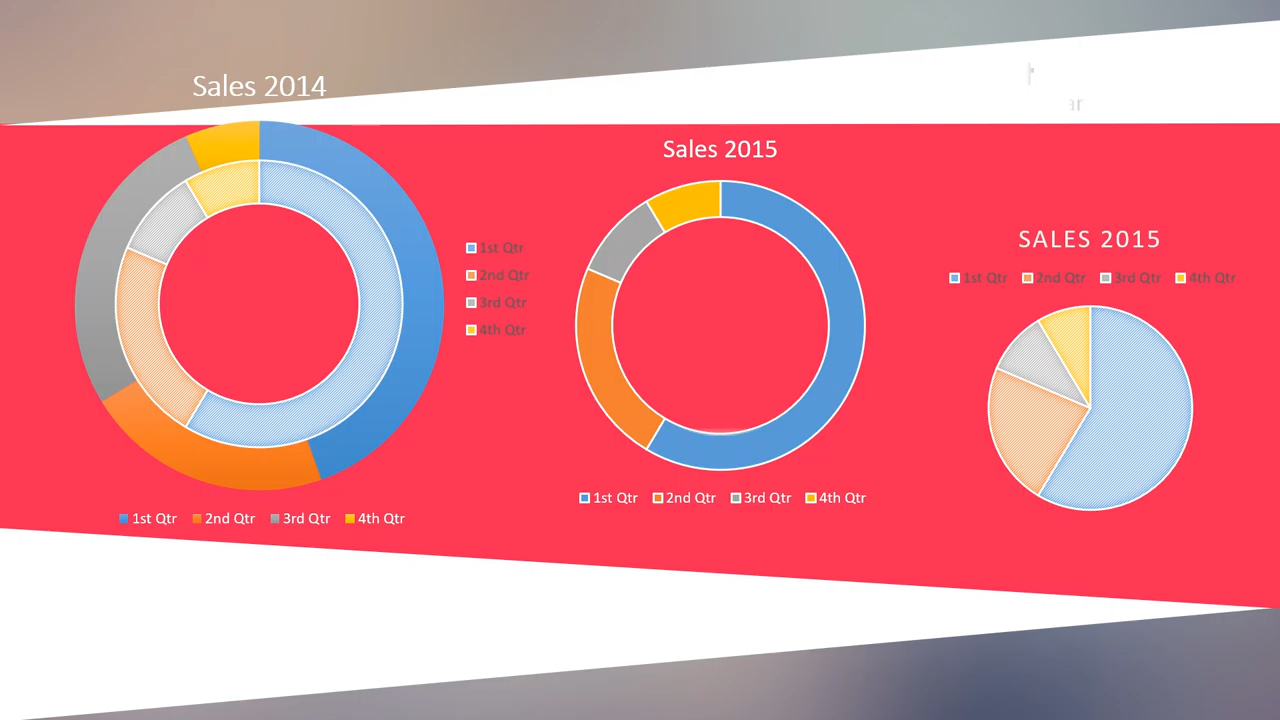 Sales 2014
1st Qtr
2nd Qtr
3rd Qtr
4th Qtr
1st Qtr 2nd Qtr 3rd Qtr 4th Qtr
Sales 2015
1st Qtr 2nd Qtr 3rd Qtr 4th Qtr
SALES 2015
1st Qtr 2nd Qtr 3rd Qtr 4th Qtr